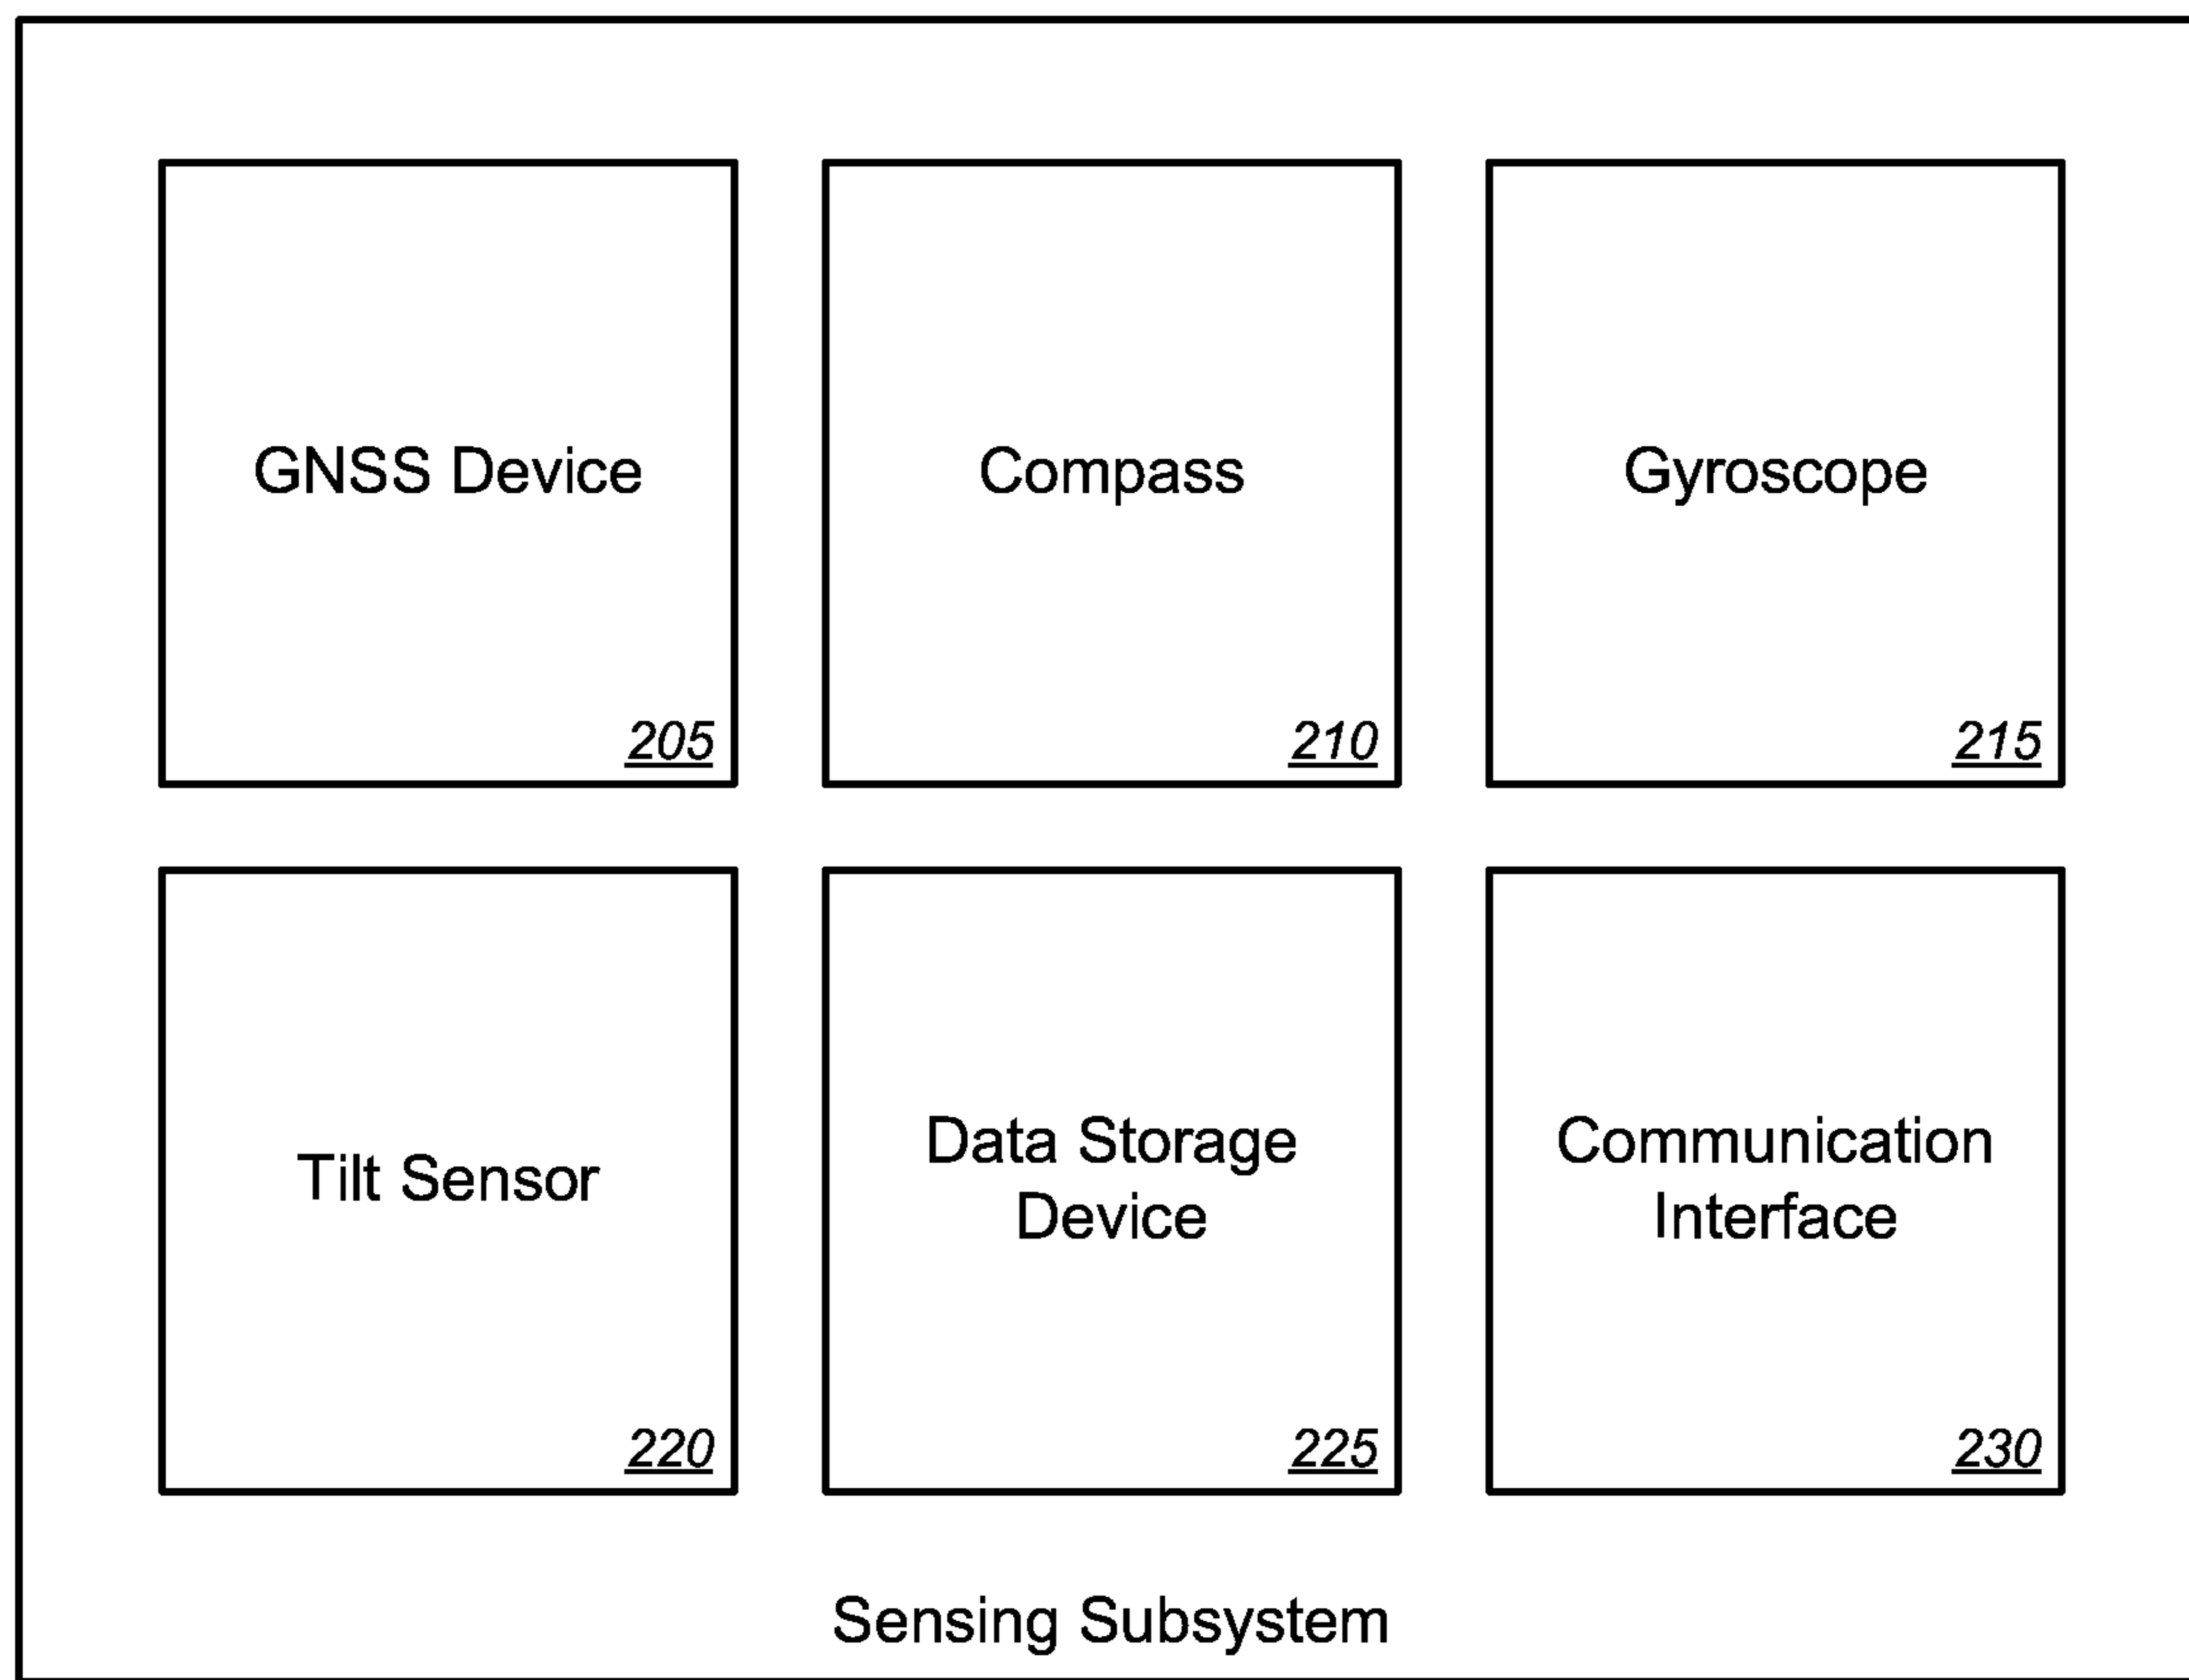 GNSS Device
205
Compass
210
Gyroscope
215
Tilt Sensor
220
Data Storage
Device
225
Communication
Interface
230
Sensing Subsystem